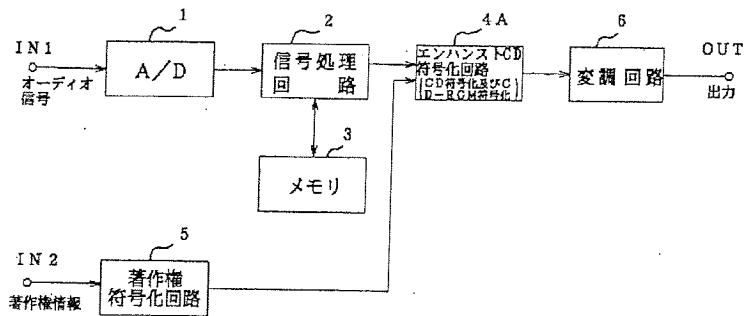 IN1
オーディオ
信号
1
A/D
2
信号処理
回 路
3
メモリ
4A
エンハンストCD
符号化回路
(CD符号化及びC
D-ROM符号化)
6
変調回路
OUT
出力
IN2
著作権情報
5
著作権
符号化回路